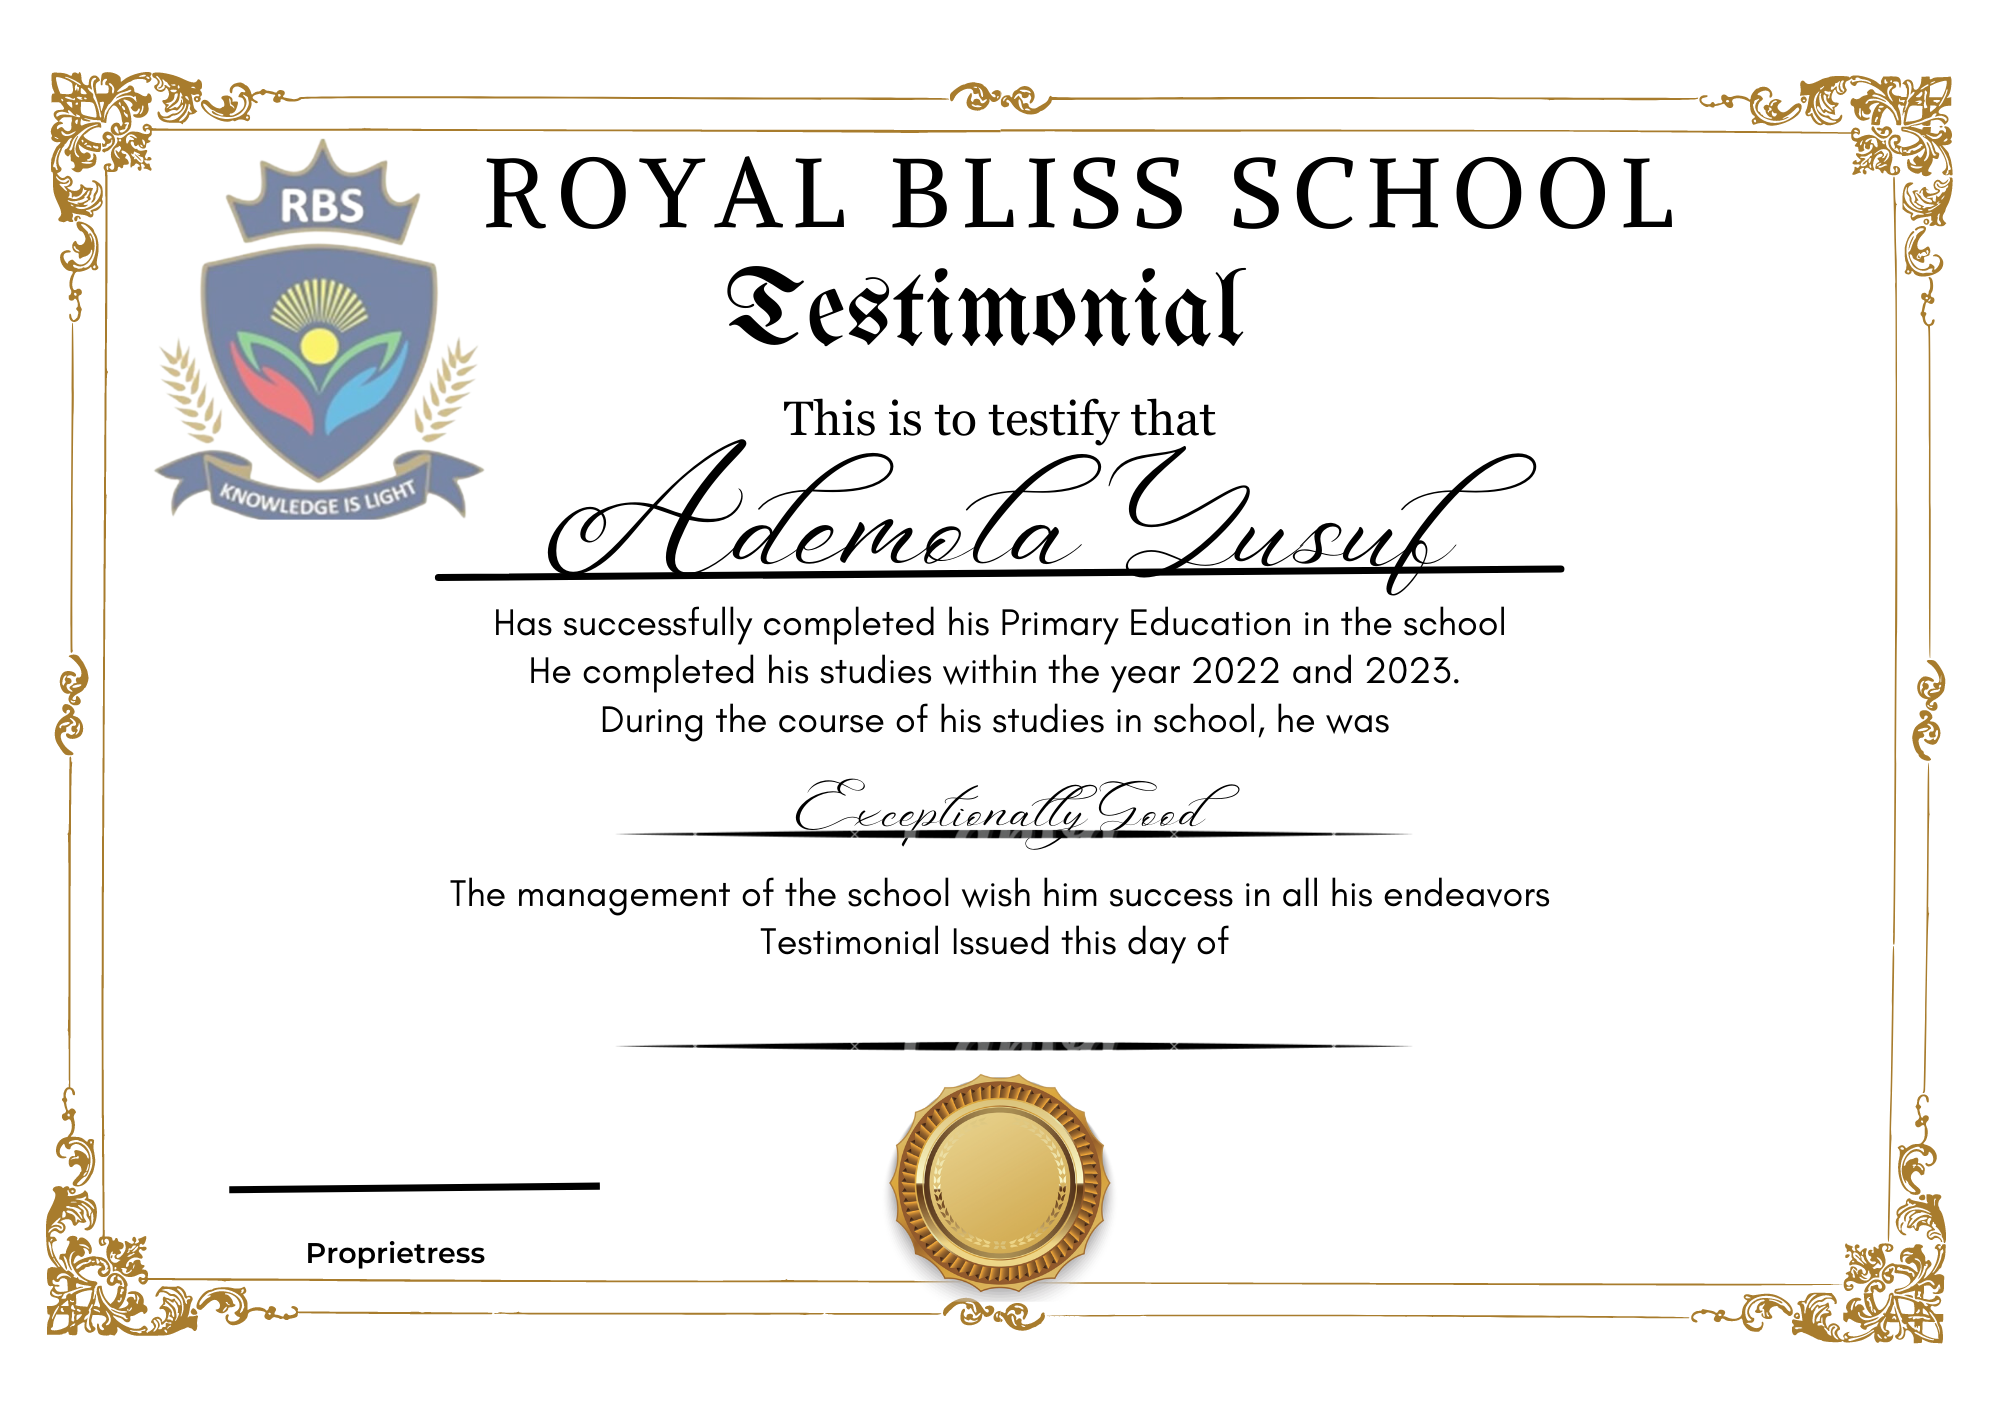 RBS
KNOWLEDGE IS LIGHT
ROYAL BLISS SCHOOL
Testimonial
This is to testify that
Ademola Yusuf
Has successfully completed his Primary Education in the school
He completed his studies within the year 2022 and 2023.
During the course of his studies in school, he was
Exceptionally Good
The management of the school wish him success in all his endeavors
Testimonial Issued this day of
Proprietress